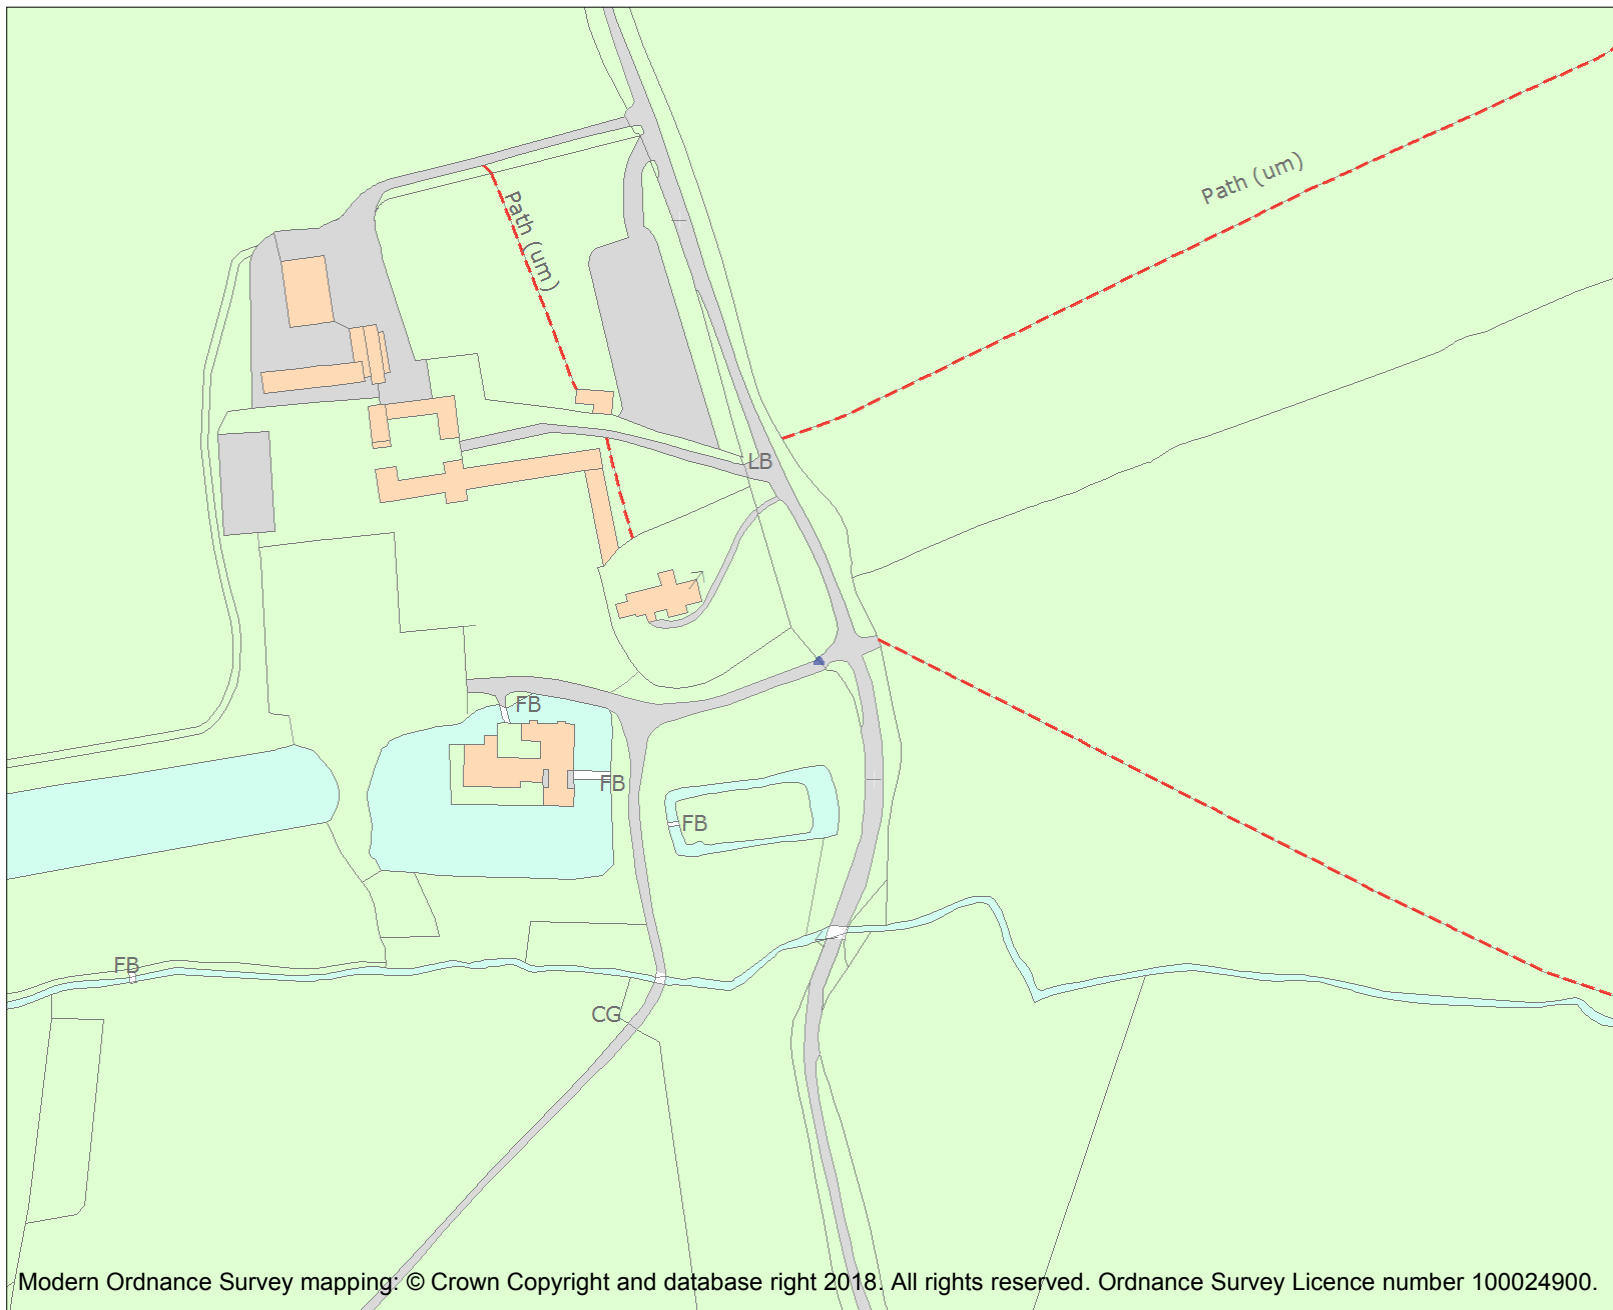 Path (um)
Path (um)
LB
FB
FB
FB
FB
CG
Modern Ordnance Survey mapping: © Crown Copyright and database right 2018. All rights reserved. Ordnance Survey Licence number 100024900.